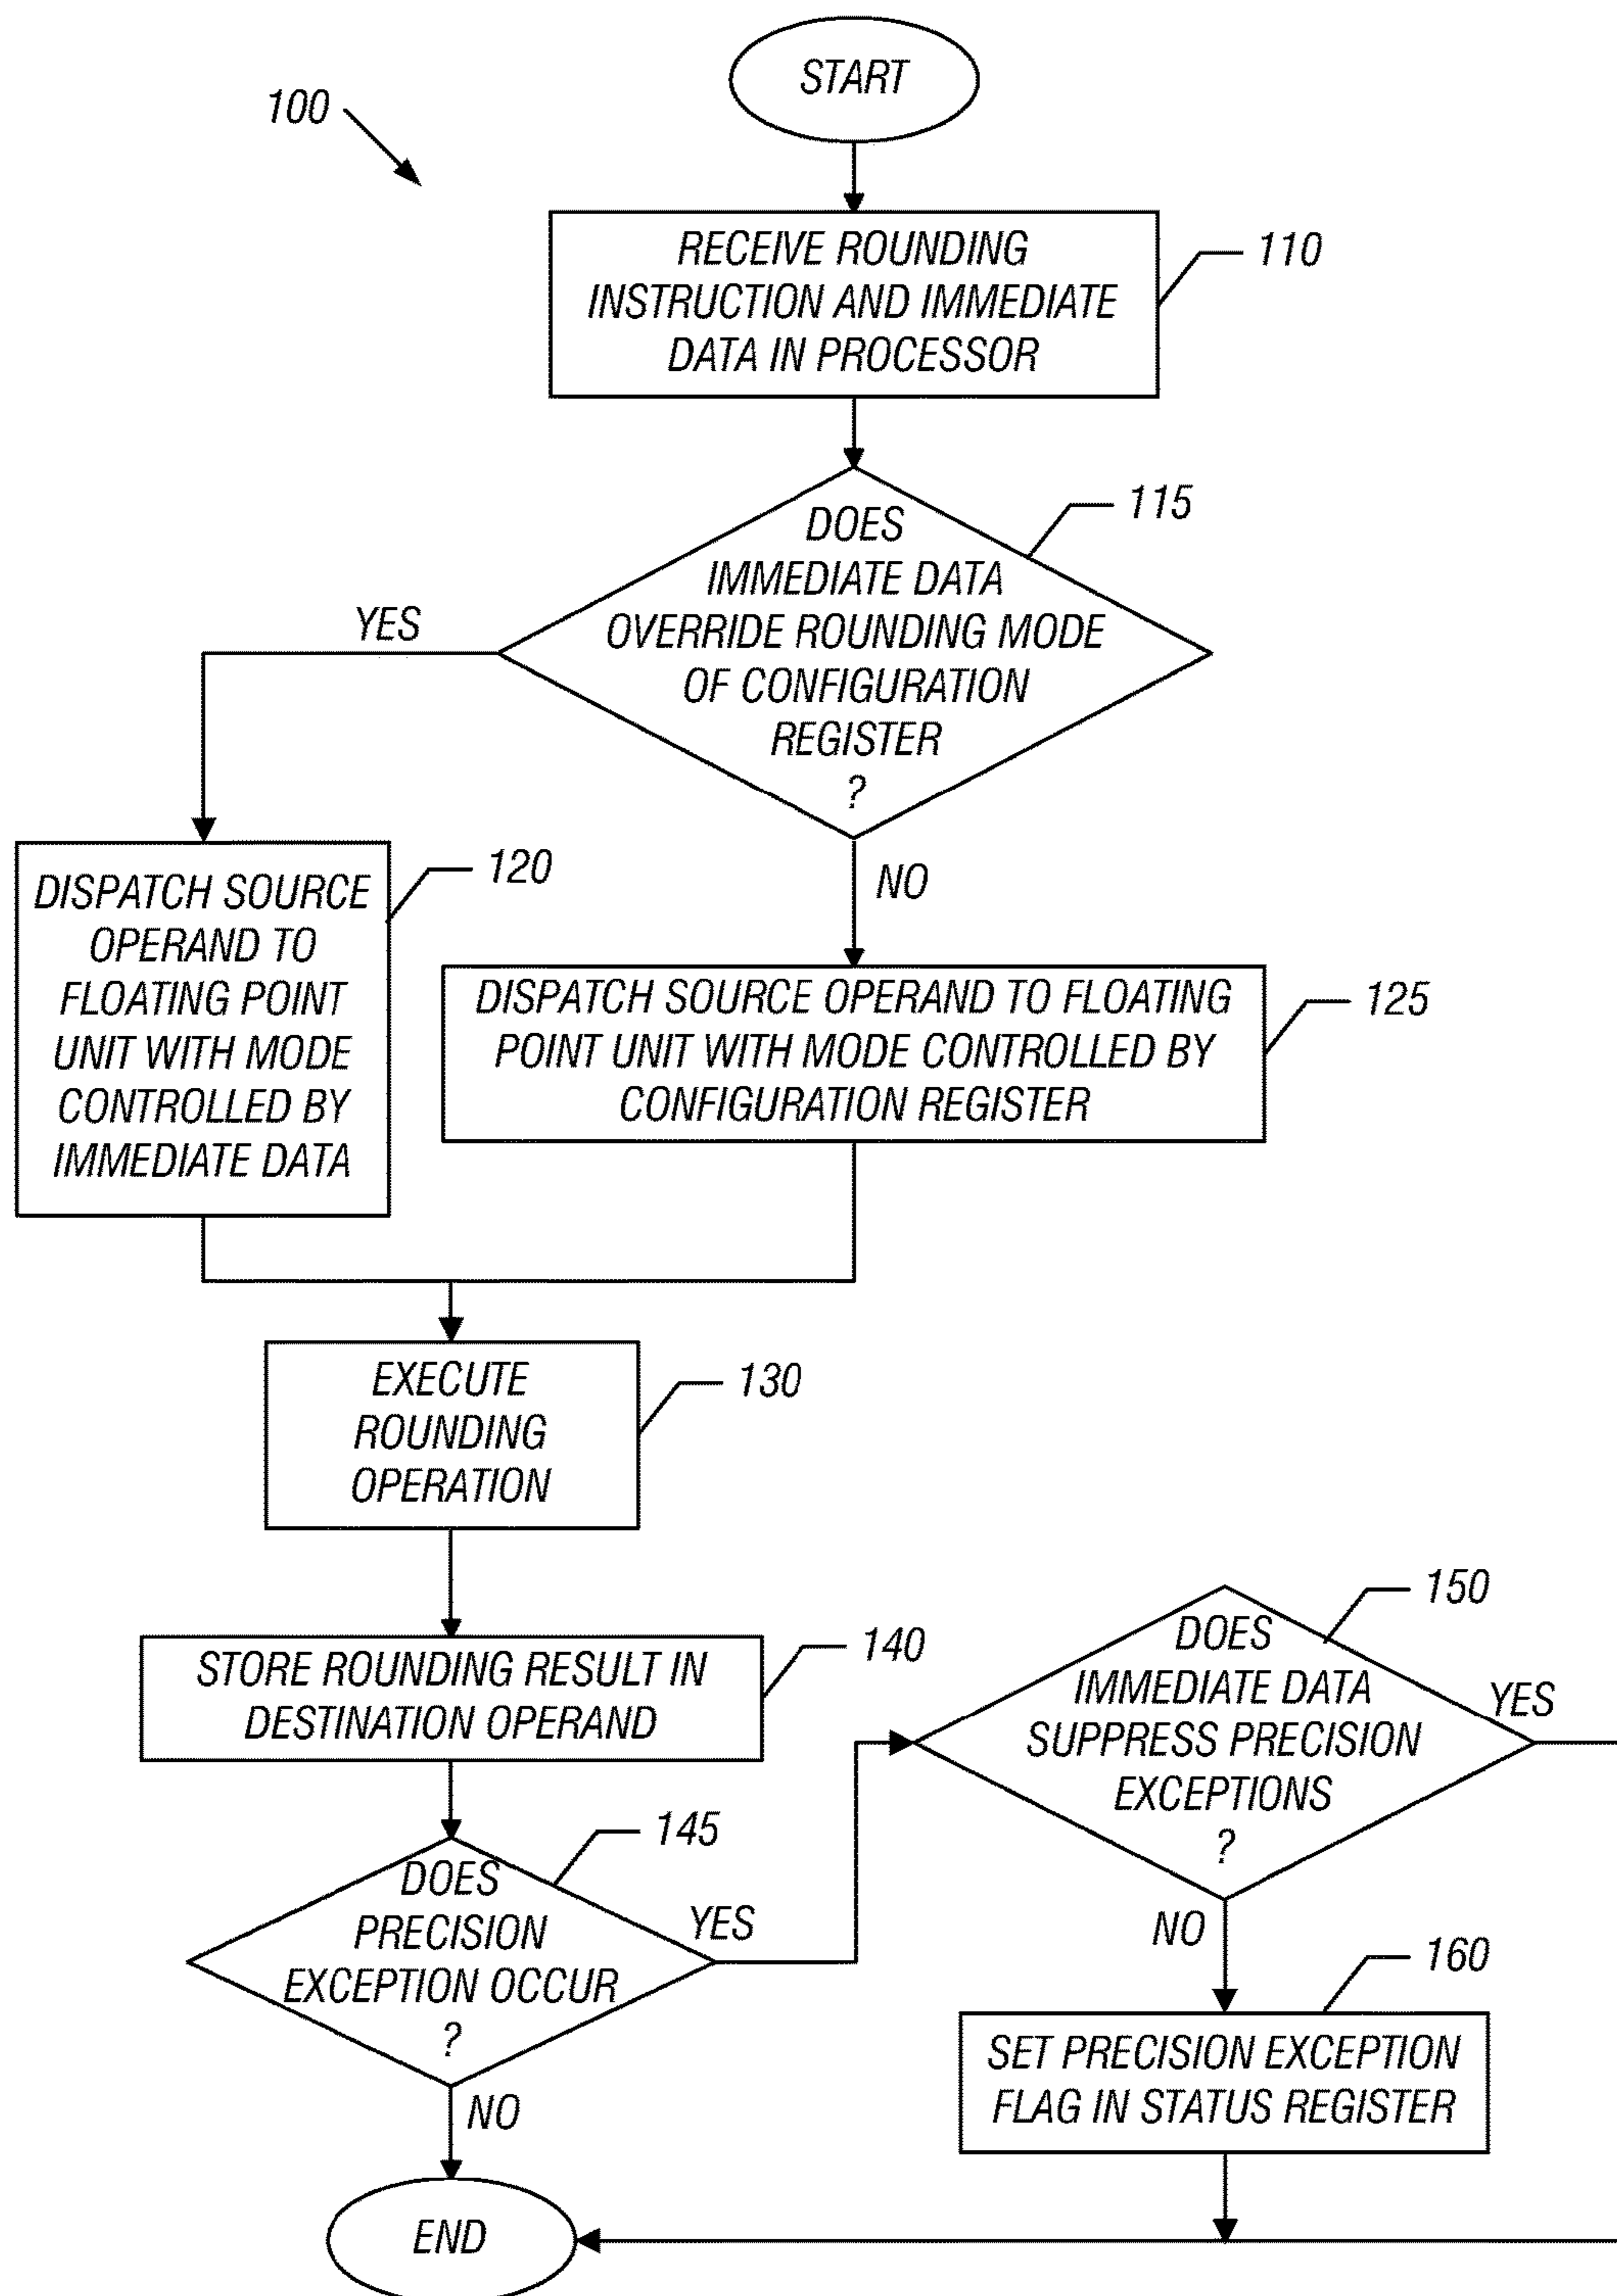 START
100
RECEIVE ROUNDING
INSTRUCTION AND IMMEDIATE
DATA IN PROCESSOR
110
DOES
IMMEDIATE DATA
OVERRIDE ROUNDING MODE
OF CONFIGURATION
REGISTER
?
115
YES
NO
DISPATCH SOURCE
OPERAND TO
FLOATING POINT
UNIT WITH MODE
CONTROLLED BY
IMMEDIATE DATA
120
DISPATCH SOURCE OPERAND TO FLOATING
POINT UNIT WITH MODE CONTROLLED BY
CONFIGURATION REGISTER
125
EXECUTE
ROUNDING
OPERATION
130
STORE ROUNDING RESULT IN
DESTINATION OPERAND
140
DOES
PRECISION
EXCEPTION OCCUR
?
145
YES
NO
DOES
IMMEDIATE DATA
SUPPRESS PRECISION
EXCEPTIONS
?
150
YES
NO
SET PRECISION EXCEPTION
FLAG IN STATUS REGISTER
160
END